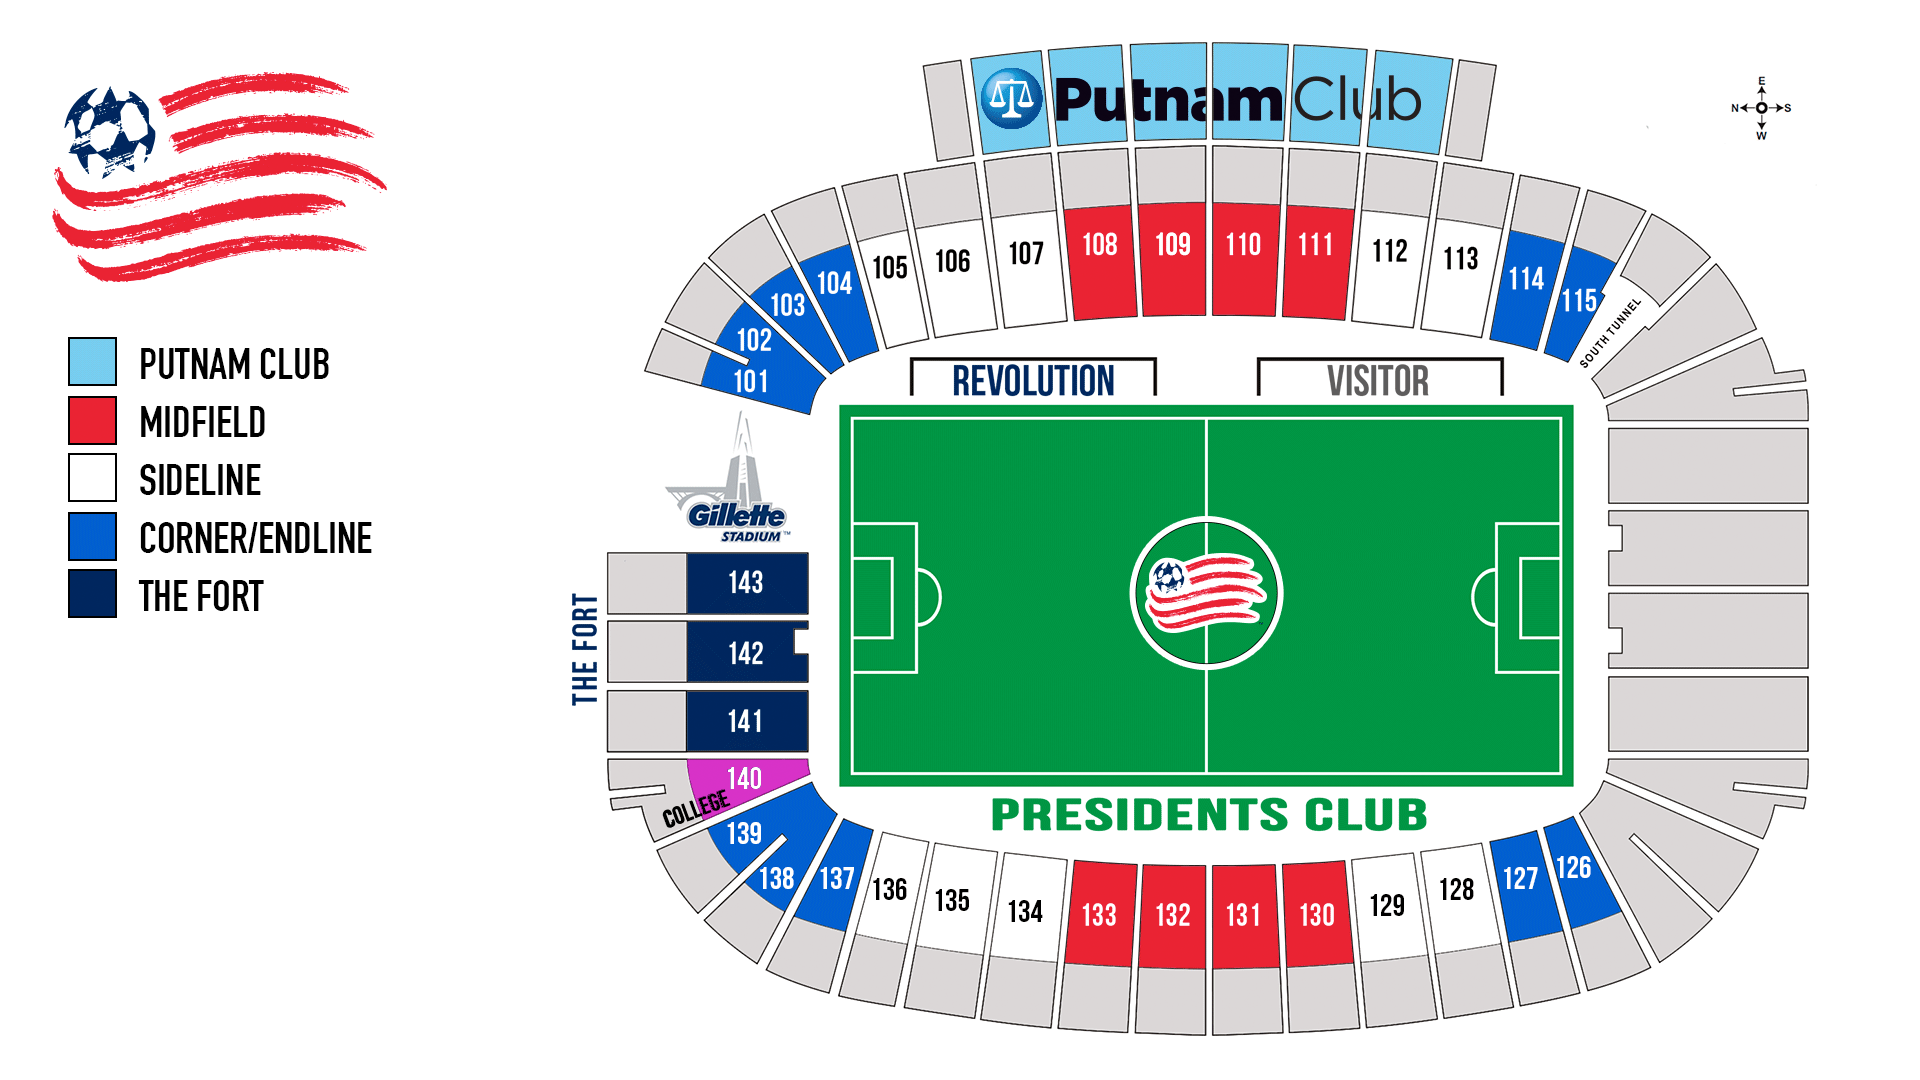 Putnam Club
E
N S
W
PUTNAM CLUB
MIDFIELD
SIDELINE
CORNER/ENDLINE
THE FORT
101
102
103
104
105
106
107
108
109
110
111
112
113
114
115
SOUTH TUNNEL
REVOLUTION
VISITOR
Gillette
STADIUM™
THE FORT
143
142
141
140
COLLEGE
139
138
137
136
135
134
133
132
131
130
129
128
127
126
PRESIDENTS CLUB